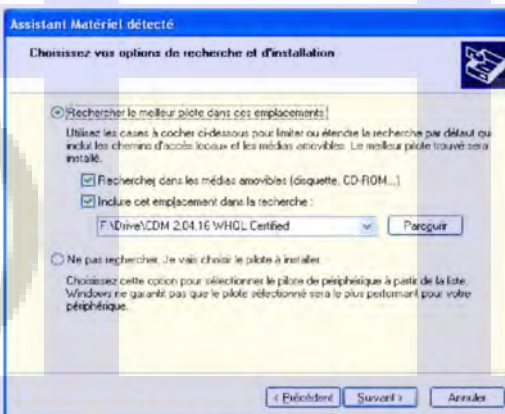 Assistant Matériel détecté
Choisissez vos options de recherche et d'installation
Rechercher le meilleur pilote dans ces emplacements.
Utilisez les cases à cocher ci-dessous pour limiter ou étendre la recherche par défaut qui
inclut les chemins d'accès locaux et les médias amovibles. Le meilleur pilote trouvé sera
installé.
Rechercher dans les médias amovibles (disquette, CD-ROM...)
Inclure cet emplacement dans la recherche :
F:\Drive\CDM 2.04.16 WHQL Certified
Parcourir
Ne pas rechercher. Je vais choisir le pilote à installer.
Choisissez cette option pour sélectionner le pilote de périphérique à partir de la liste.
Windows ne garantit pas que le pilote sélectionné sera le plus performant pour votre
périphérique.
< Précédent Suivant > Annuler